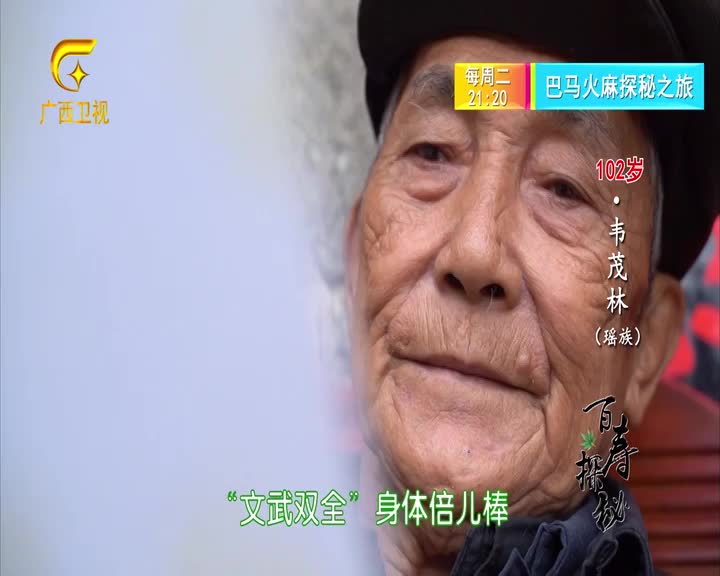 广西卫视
每周二
21:20
巴马火麻探秘之旅
102岁
·韦茂林
(瑶族)
百寿
探秘
“文武双全”身体倍儿棒